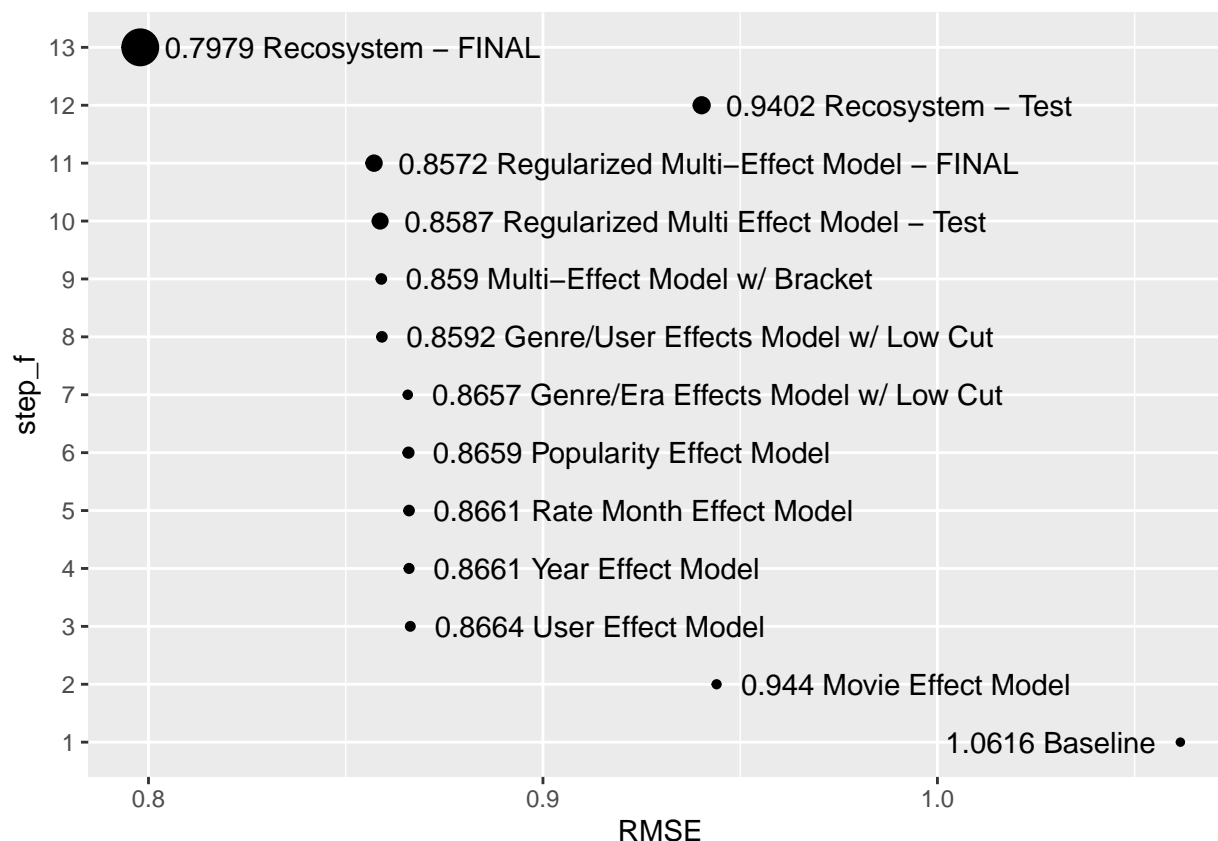 13
0.7979 Recosystem – FINAL
12
0.9402 Recosystem – Test
11
0.8572 Regularized Multi–Effect Model – FINAL
10
0.8587 Regularized Multi Effect Model – Test
9
0.859 Multi–Effect Model w/ Bracket
8
0.8592 Genre/User Effects Model w/ Low Cut
7
0.8657 Genre/Era Effects Model w/ Low Cut
6
0.8659 Popularity Effect Model
5
0.8661 Rate Month Effect Model
4
0.8661 Year Effect Model
3
0.8664 User Effect Model
2
0.944 Movie Effect Model
1
1.0616 Baseline
step_f
0.8
0.9
1.0
RMSE